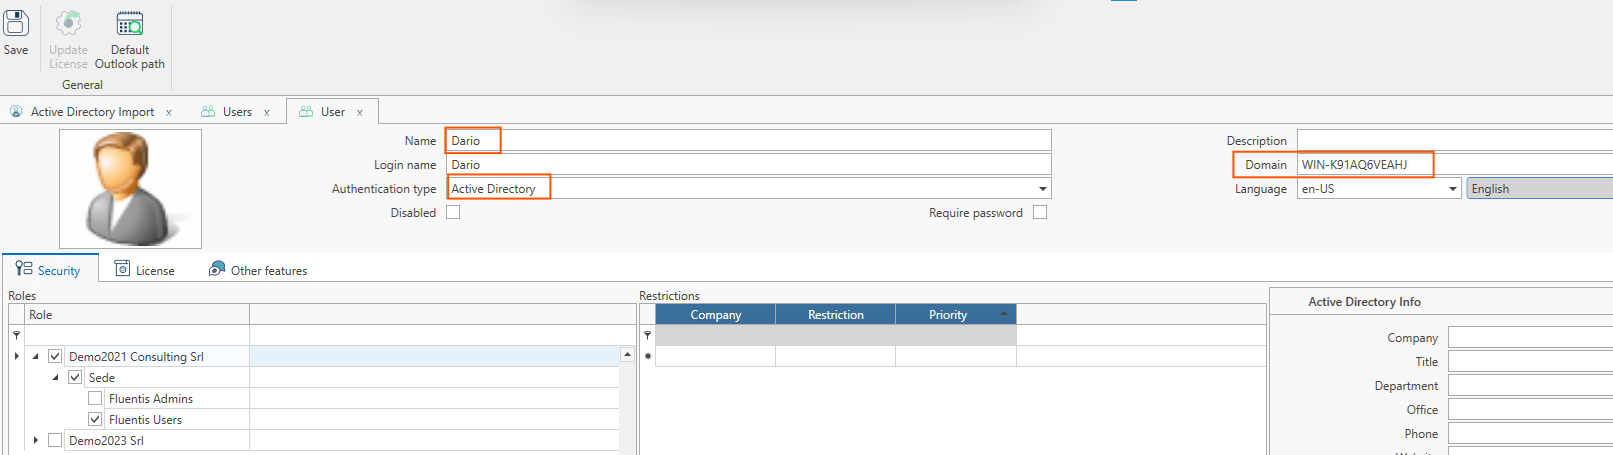 Save
Update License
Default Outlook path
General
Active Directory Import x
Users x
User x
Name Dario
Description
Login name Dario
Domain WIN-K91AQ6VEAHJ
Authentication type Active Directory
Language en-US English
Disabled
Require password
Security
License
Other features
Roles
Restrictions
Active Directory Info
Role
Company Restriction Priority
Company
Demo2021 Consulting Srl
Title
Sede
Department
Fluentis Admins
Office
Fluentis Users
Phone
Demo2023 Srl